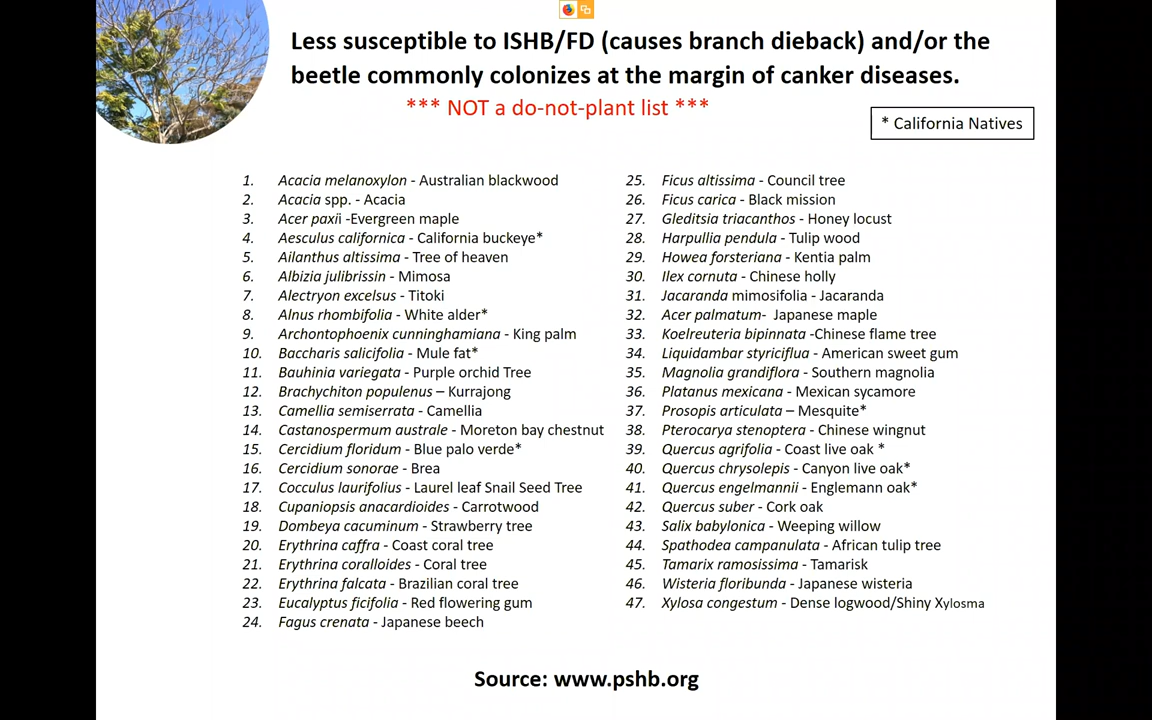 Less susceptible to ISHB/FD (causes branch dieback) and/or the
beetle commonly colonizes at the margin of canker diseases.
*** NOT a do-not-plant list ***
* California Natives
1. Acacia melanoxylon - Australian blackwood
2. Acacia spp. - Acacia
3. Acer paxii -Evergreen maple
4. Aesculus californica - California buckeye*
5. Ailanthus altissima - Tree of heaven
6. Albizia julibrissin - Mimosa
7. Alectryon excelsus - Titoki
8. Alnus rhombifolia - White alder*
9. Archontophoenix cunninghamiana - King palm
10. Baccharis salicifolia - Mule fat*
11. Bauhinia variegata - Purple orchid Tree
12. Brachychiton populenus – Kurrajong
13. Camellia semiserrata - Camellia
14. Castanospermum australe - Moreton bay chestnut
15. Cercidium floridum - Blue palo verde*
16. Cercidium sonorae - Brea
17. Cocculus laurifolius - Laurel leaf Snail Seed Tree
18. Cupaniopsis anacardioides - Carrotwood
19. Dombeya cacuminum - Strawberry tree
20. Erythrina caffra - Coast coral tree
21. Erythrina coralloides - Coral tree
22. Erythrina falcata - Brazilian coral tree
23. Eucalyptus ficifolia - Red flowering gum
24. Fagus crenata - Japanese beech
25. Ficus altissima - Council tree
26. Ficus carica - Black mission
27. Gleditsia triacanthos - Honey locust
28. Harpullia pendula - Tulip wood
29. Howea forsteriana - Kentia palm
30. Ilex cornuta - Chinese holly
31. Jacaranda mimosifolia - Jacaranda
32. Acer palmatum- Japanese maple
33. Koelreuteria bipinnata -Chinese flame tree
34. Liquidambar styriciflua - American sweet gum
35. Magnolia grandiflora - Southern magnolia
36. Platanus mexicana - Mexican sycamore
37. Prosopis articulata – Mesquite*
38. Pterocarya stenoptera - Chinese wingnut
39. Quercus agrifolia - Coast live oak *
40. Quercus chrysolepis - Canyon live oak*
41. Quercus engelmannii - Englemann oak*
42. Quercus suber - Cork oak
43. Salix babylonica - Weeping willow
44. Spathodea campanulata - African tulip tree
45. Tamarix ramosissima - Tamarisk
46. Wisteria floribunda - Japanese wisteria
47. Xylosa congestum - Dense logwood/Shiny Xylosma
Source: www.pshb.org